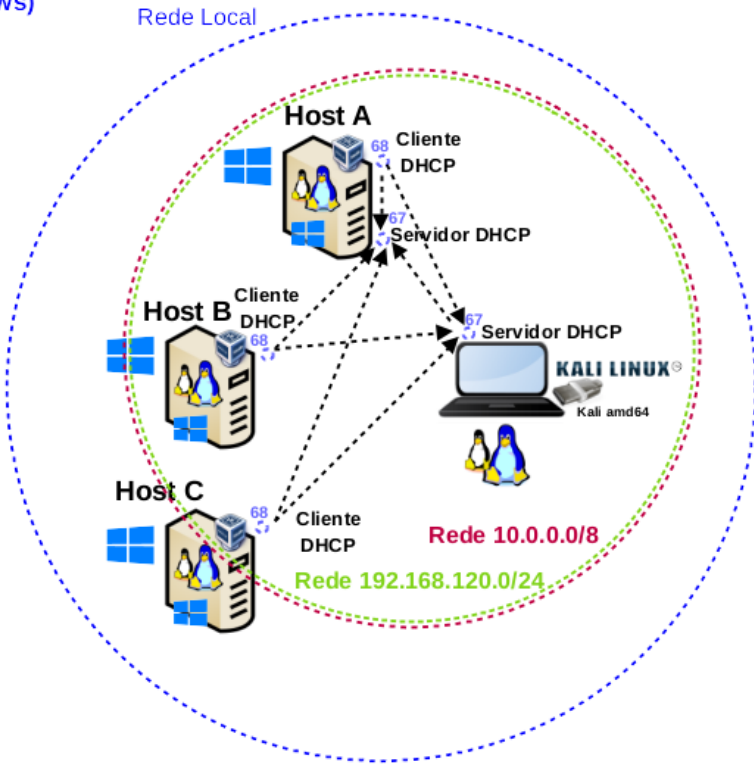 Rede Local
Host A
68
Cliente
DHCP
67
Servidor DHCP
Host B
Cliente
DHCP
68
67
Servidor DHCP
KALI LINUX
Kali amd64
Host C
68
Cliente
DHCP
Rede 10.0.0.0/8
Rede 192.168.120.0/24